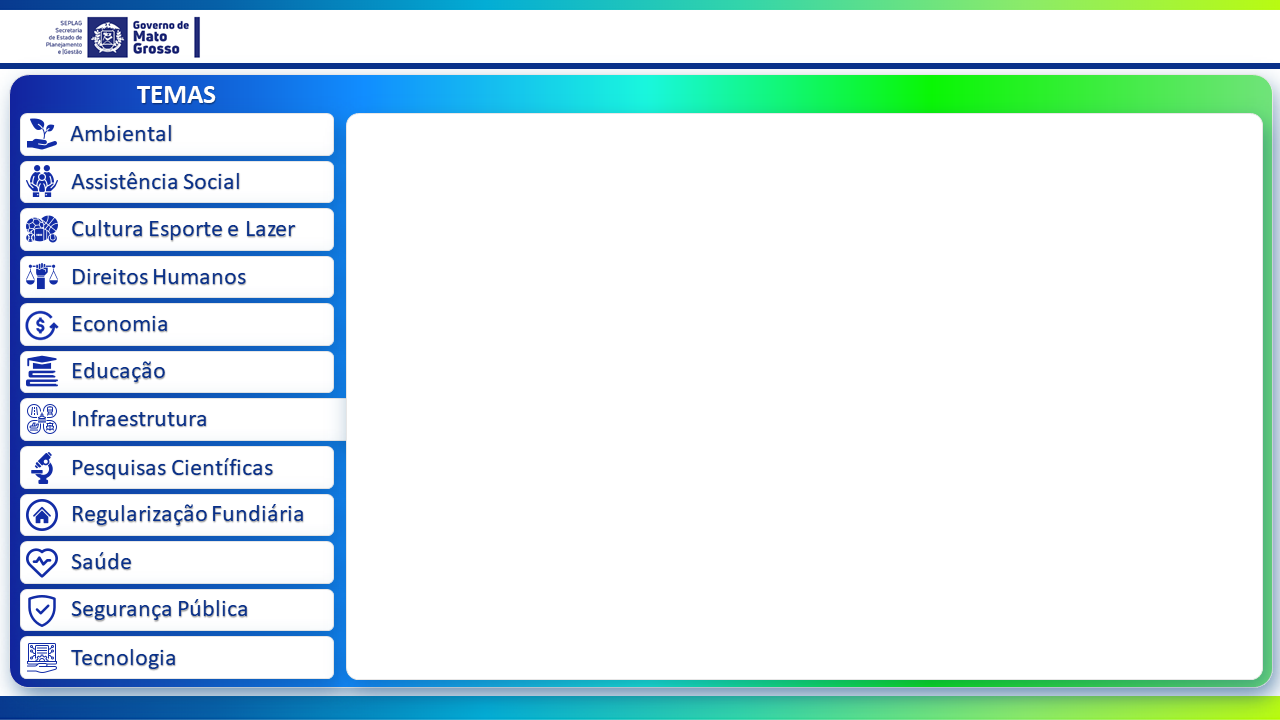 SEPLAG
Secretaria
de Estado de
Planejamento
e |Gestão
Governo de
Mato
Grosso
TEMAS
Ambiental
Assistência Social
Cultura Esporte e Lazer
Direitos Humanos
Economia
Educação
Infraestrutura
Pesquisas Científicas
Regularização Fundiária
Saúde
Segurança Pública
Tecnologia